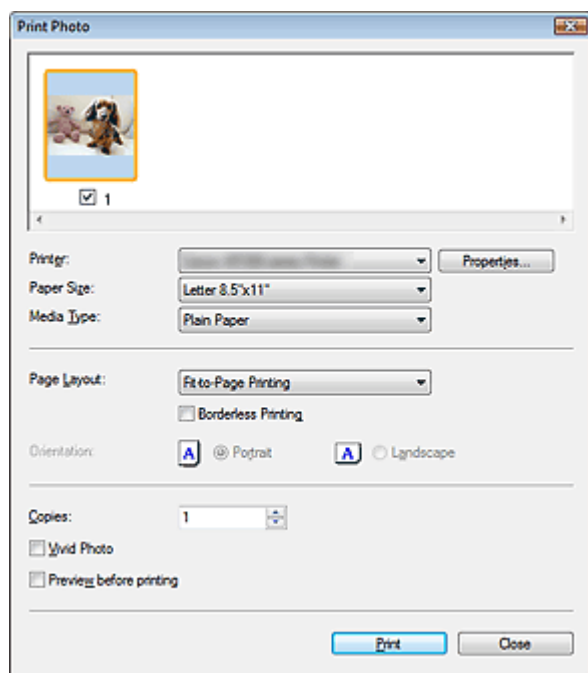 Print Photo
1
Printer:
Properties...
Paper Size:
Letter 8.5"x11"
Media Type:
Plain Paper
Page Layout:
Fit-to-Page Printing
Borderless Printing
Orientation:
A
Portrait
A
Landscape
Copies:
1
Vivid Photo
Preview before printing
Print
Close